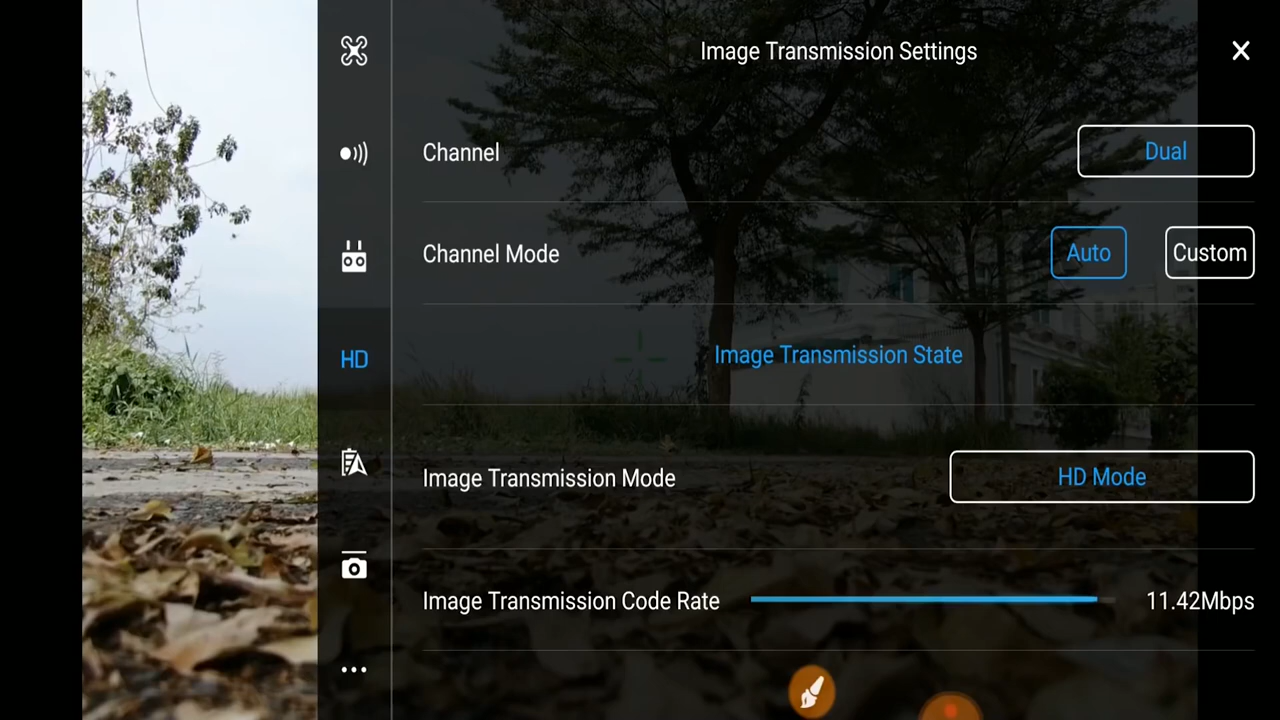 Image Transmission Settings
Channel
Dual
Channel Mode
Auto
Custom
HD
Image Transmission State
Image Transmission Mode
HD Mode
Image Transmission Code Rate
11.42Mbps